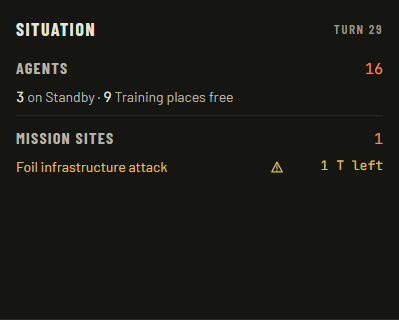 SITUATION TURN 29
AGENTS 16
3 on Standby · 9 Training places free
MISSION SITES 1
Foil infrastructure attack ⚠ 1 T left